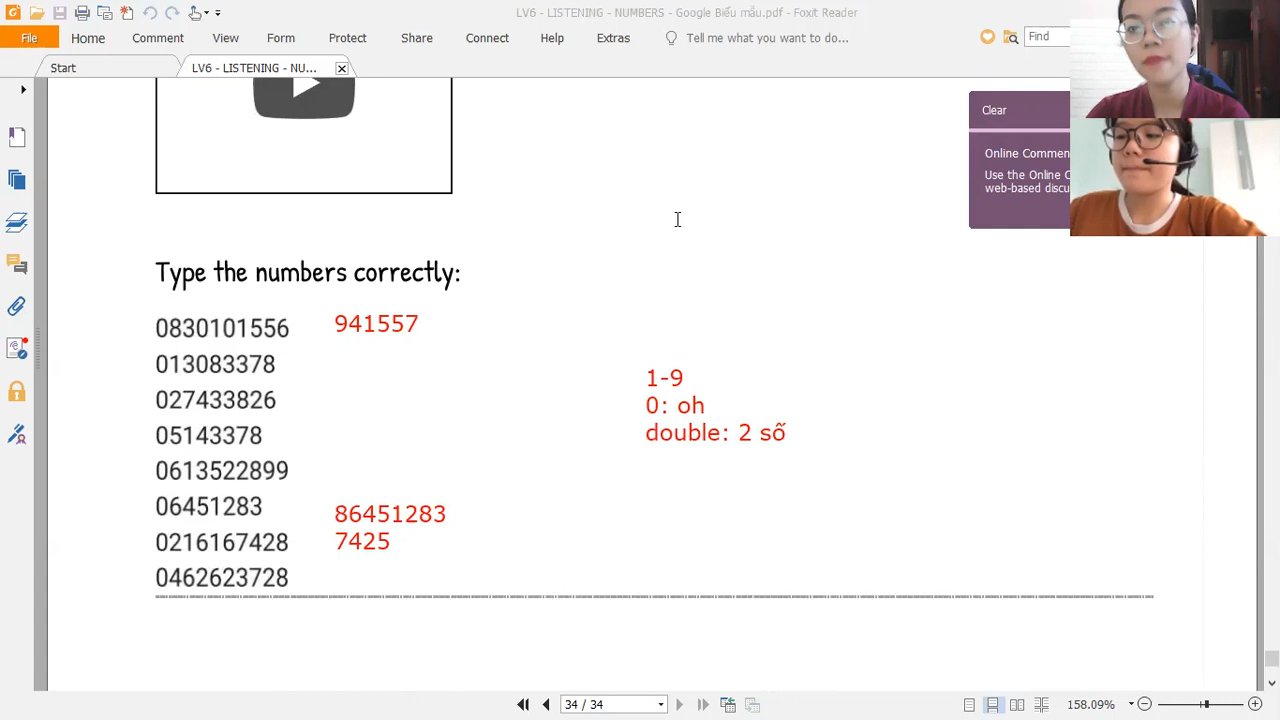 LV6 - LISTENING - NUMBERS - Google Biểu mẫu.pdf - Foxit Reader
File Home Comment View Form Protect Share Connect Help Extras Tell me what you want to do... Find
Start LV6 - LISTENING - NU...
Clear
Online Commen
Use the Online C
web-based discu
Type the numbers correctly:
0830101556 941557
013083378
027433826
05143378
0613522899
06451283 86451283
0216167428 7425
0462623728
1-9
0: oh
double: 2 số
34 / 34 158.09%